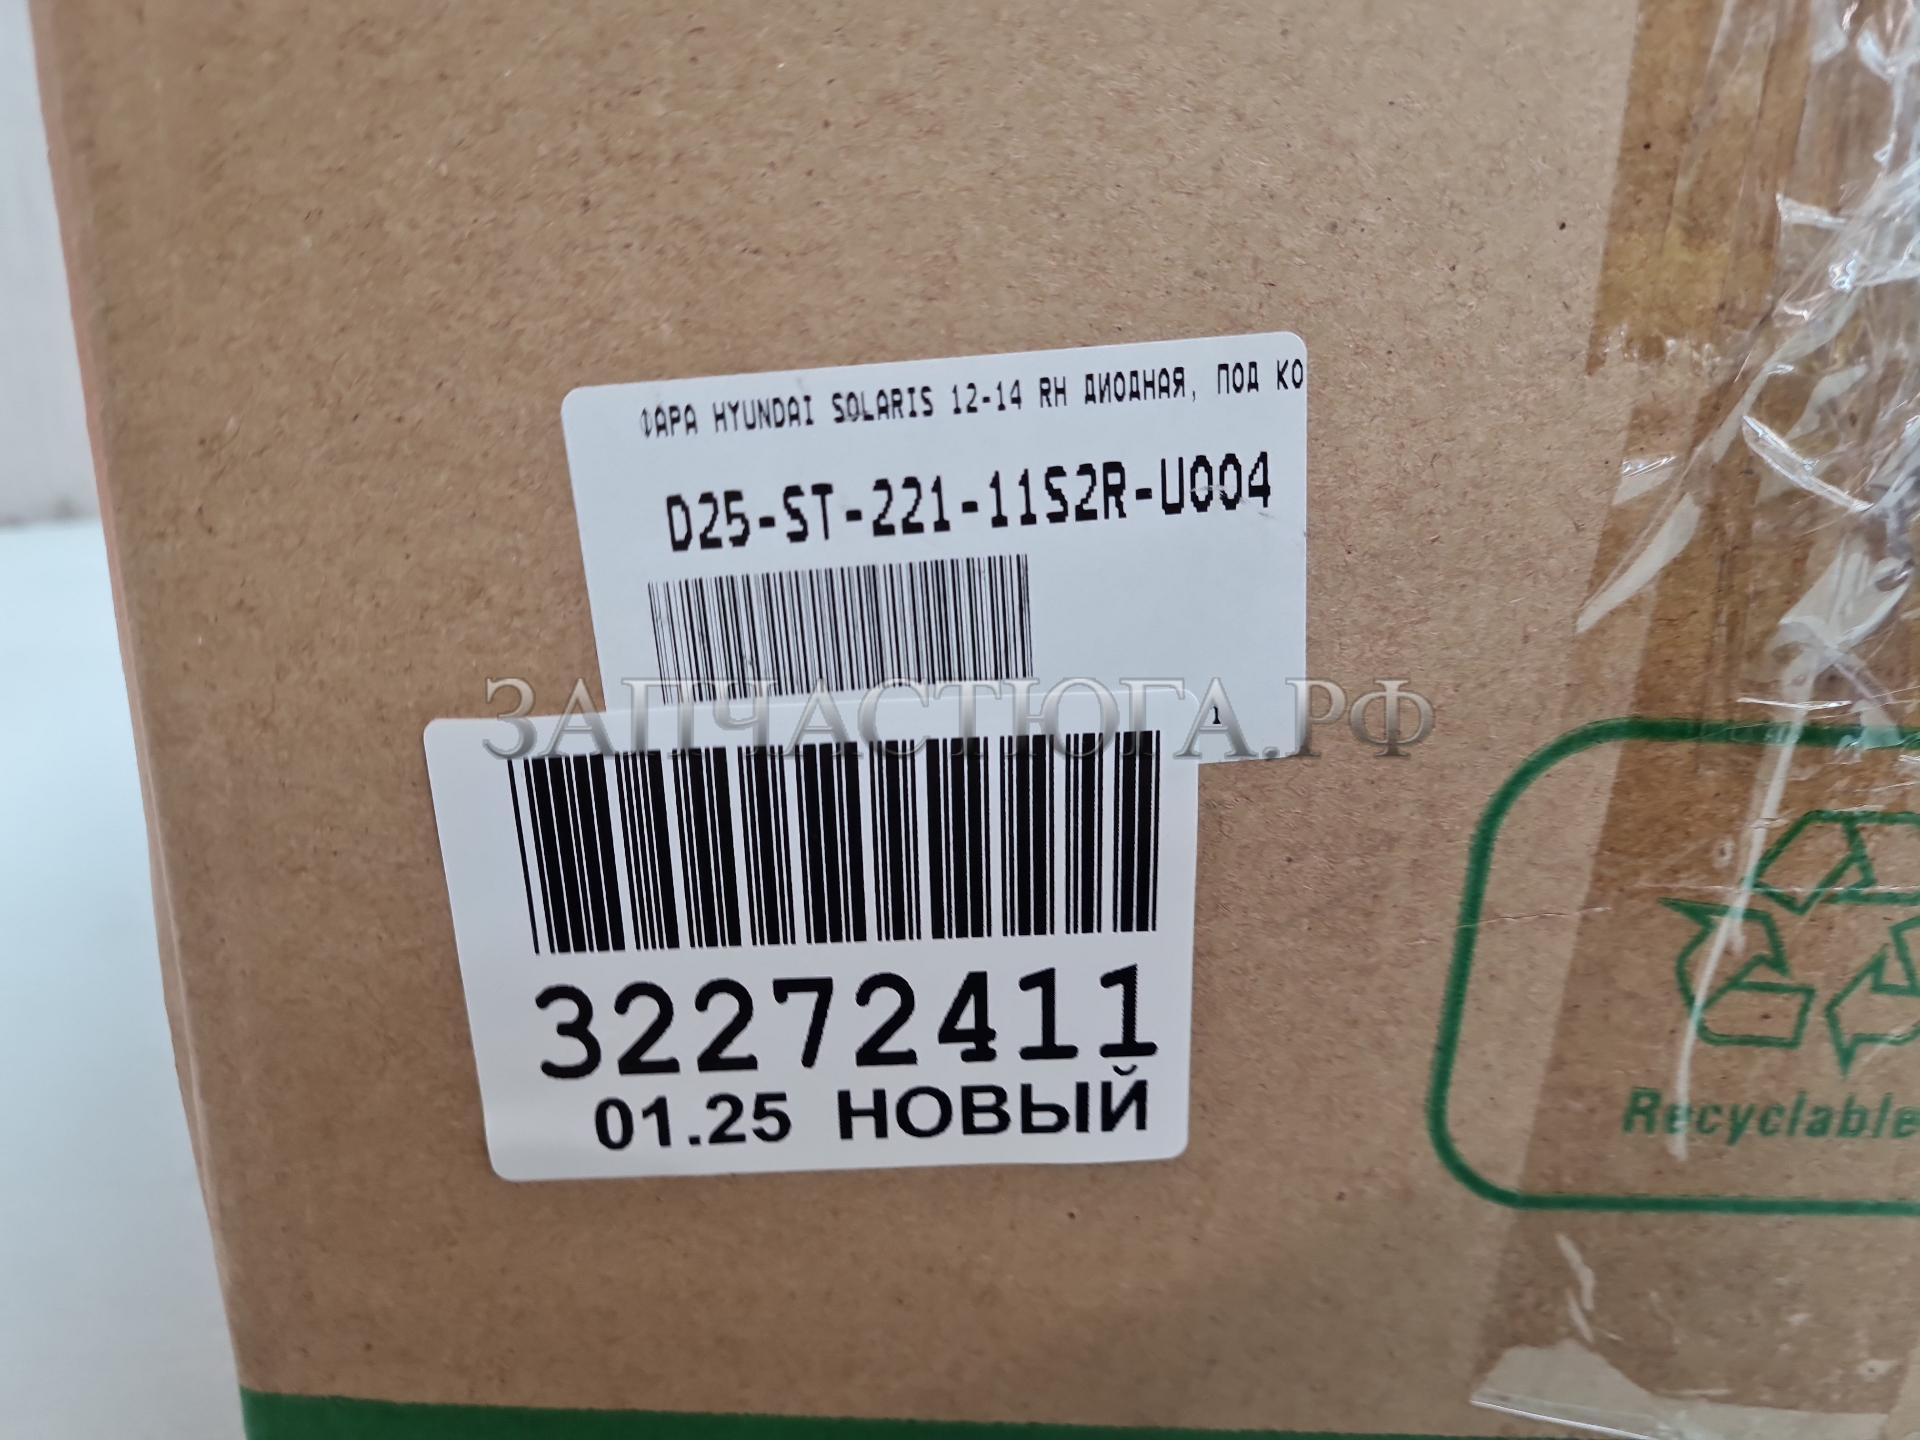 ФАРА HYUNDAI SOLARIS 12-14 RH ДИОДНАЯ, ПОД КО
D25-ST-221-11S2R-U004
ЗАПЧАСТЮГА.РФ
32272411
01.25 НОВЫЙ
Recyclable